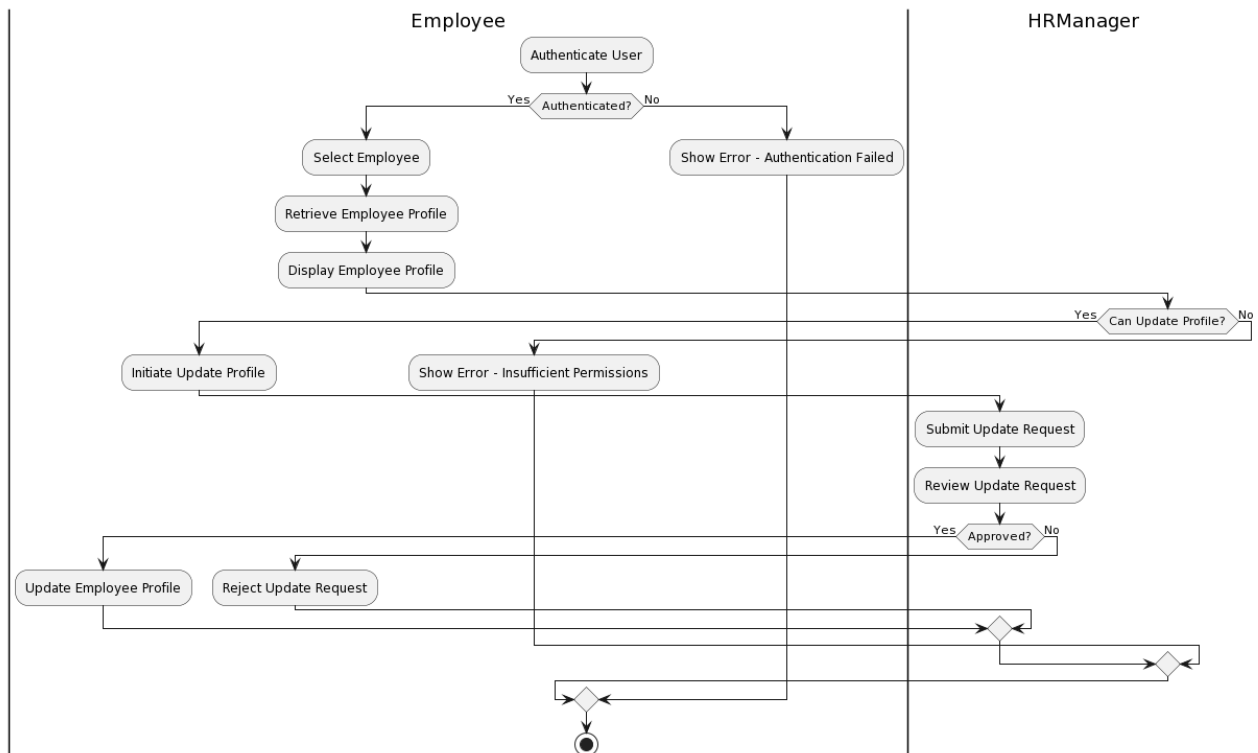 Employee
HRManager
Authenticate User
Authenticated?
Yes
No
Select Employee
Show Error - Authentication Failed
Retrieve Employee Profile
Display Employee Profile
Can Update Profile?
Yes
No
Initiate Update Profile
Show Error - Insufficient Permissions
Submit Update Request
Review Update Request
Approved?
Yes
No
Update Employee Profile
Reject Update Request